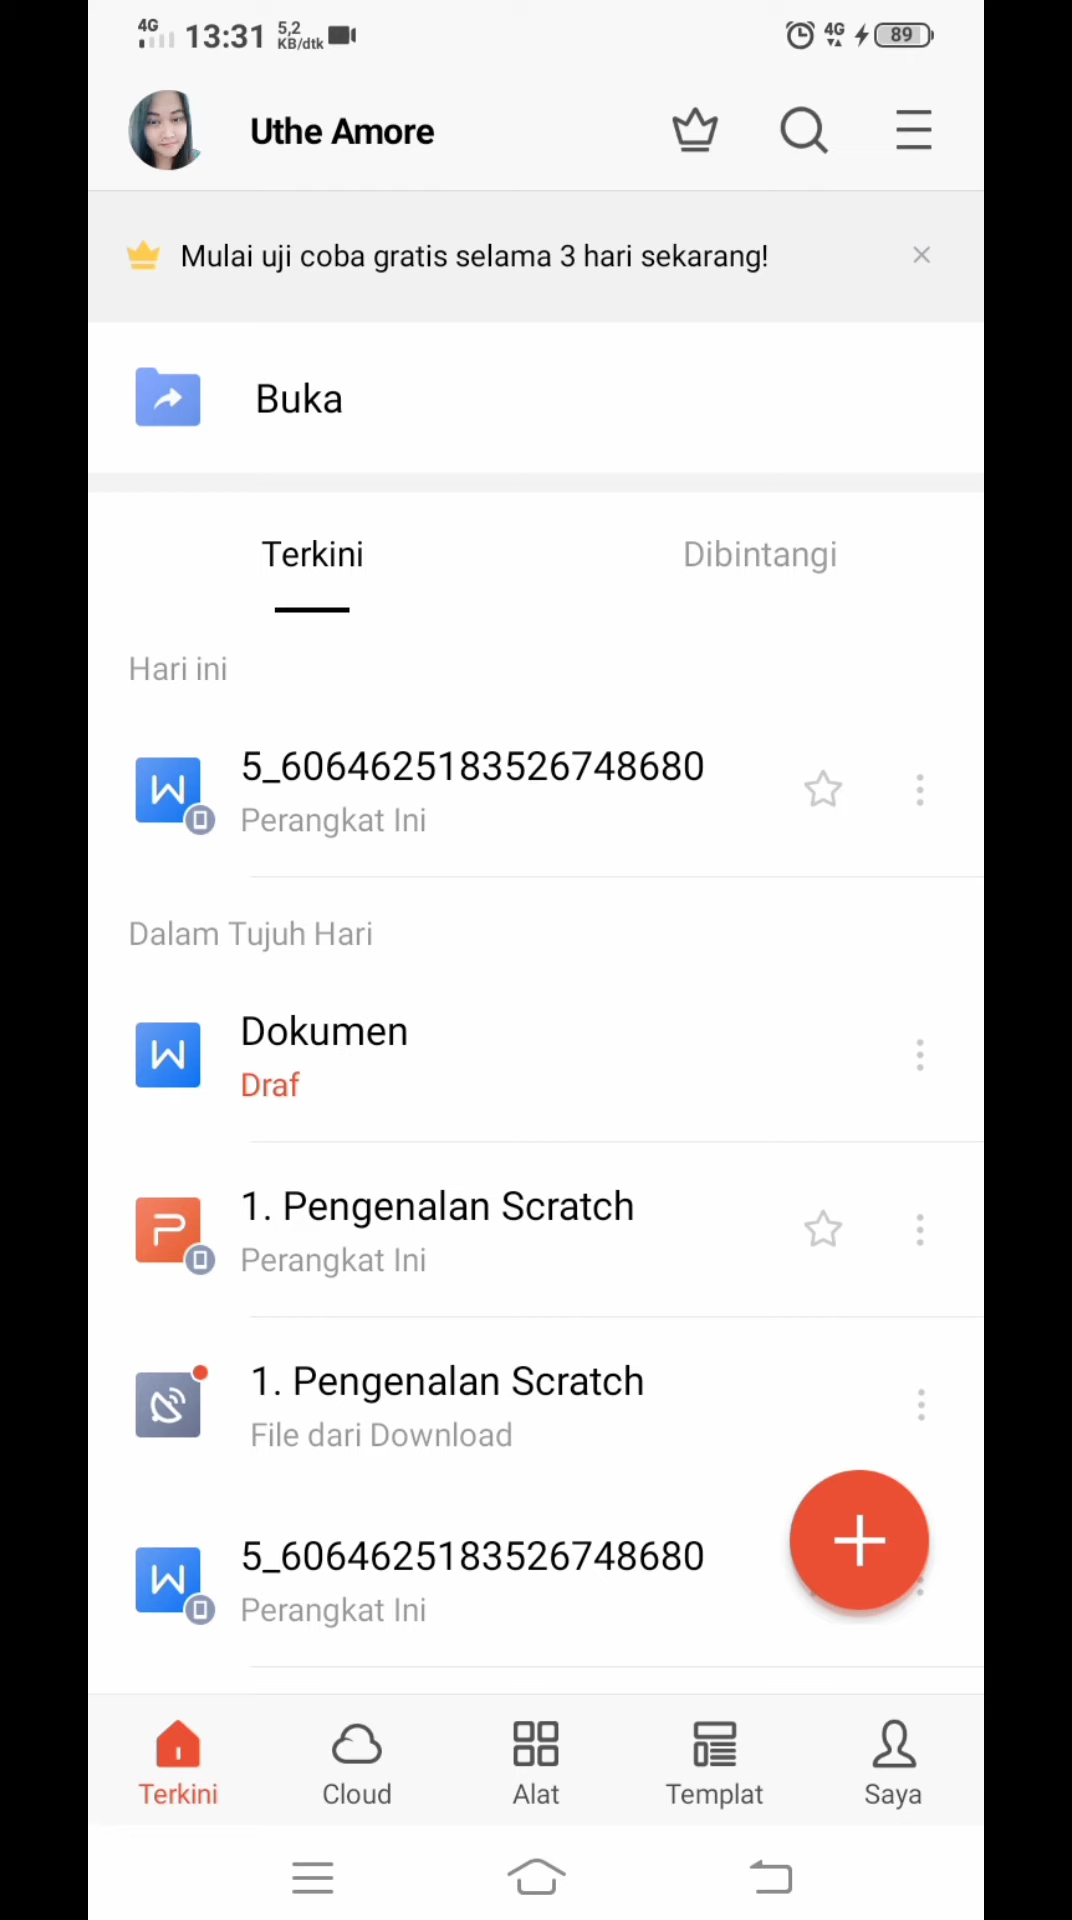 4G 13:31 5,2 KB/dtk 4G 89
Uthe Amore
Mulai uji coba gratis selama 3 hari sekarang!
Buka
Terkini Dibintangi
Hari ini
5_6064625183526748680
Perangkat Ini
Dalam Tujuh Hari
Dokumen
Draf
1. Pengenalan Scratch
Perangkat Ini
1. Pengenalan Scratch
File dari Download
5_6064625183526748680
Perangkat Ini
Terkini Cloud Alat Templat Saya